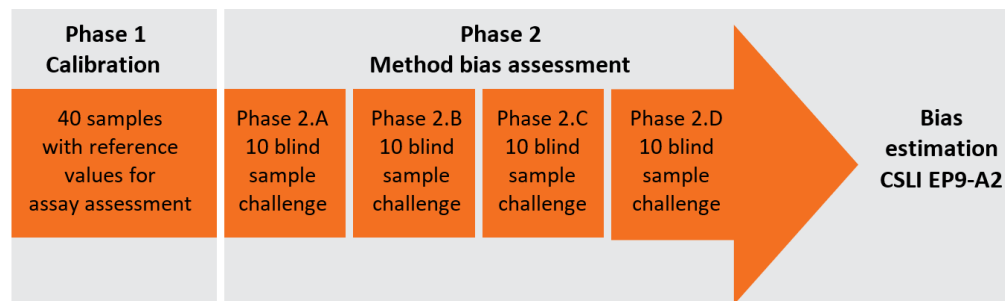 Phase 1
Calibration
Phase 2
Method bias assessment
40 samples
with reference
values for
assay assessment
Phase 2.A
10 blind
sample
challenge
Phase 2.B
10 blind
sample
challenge
Phase 2.C
10 blind
sample
challenge
Phase 2.D
10 blind
sample
challenge
Bias
estimation
CSLI EP9-A2